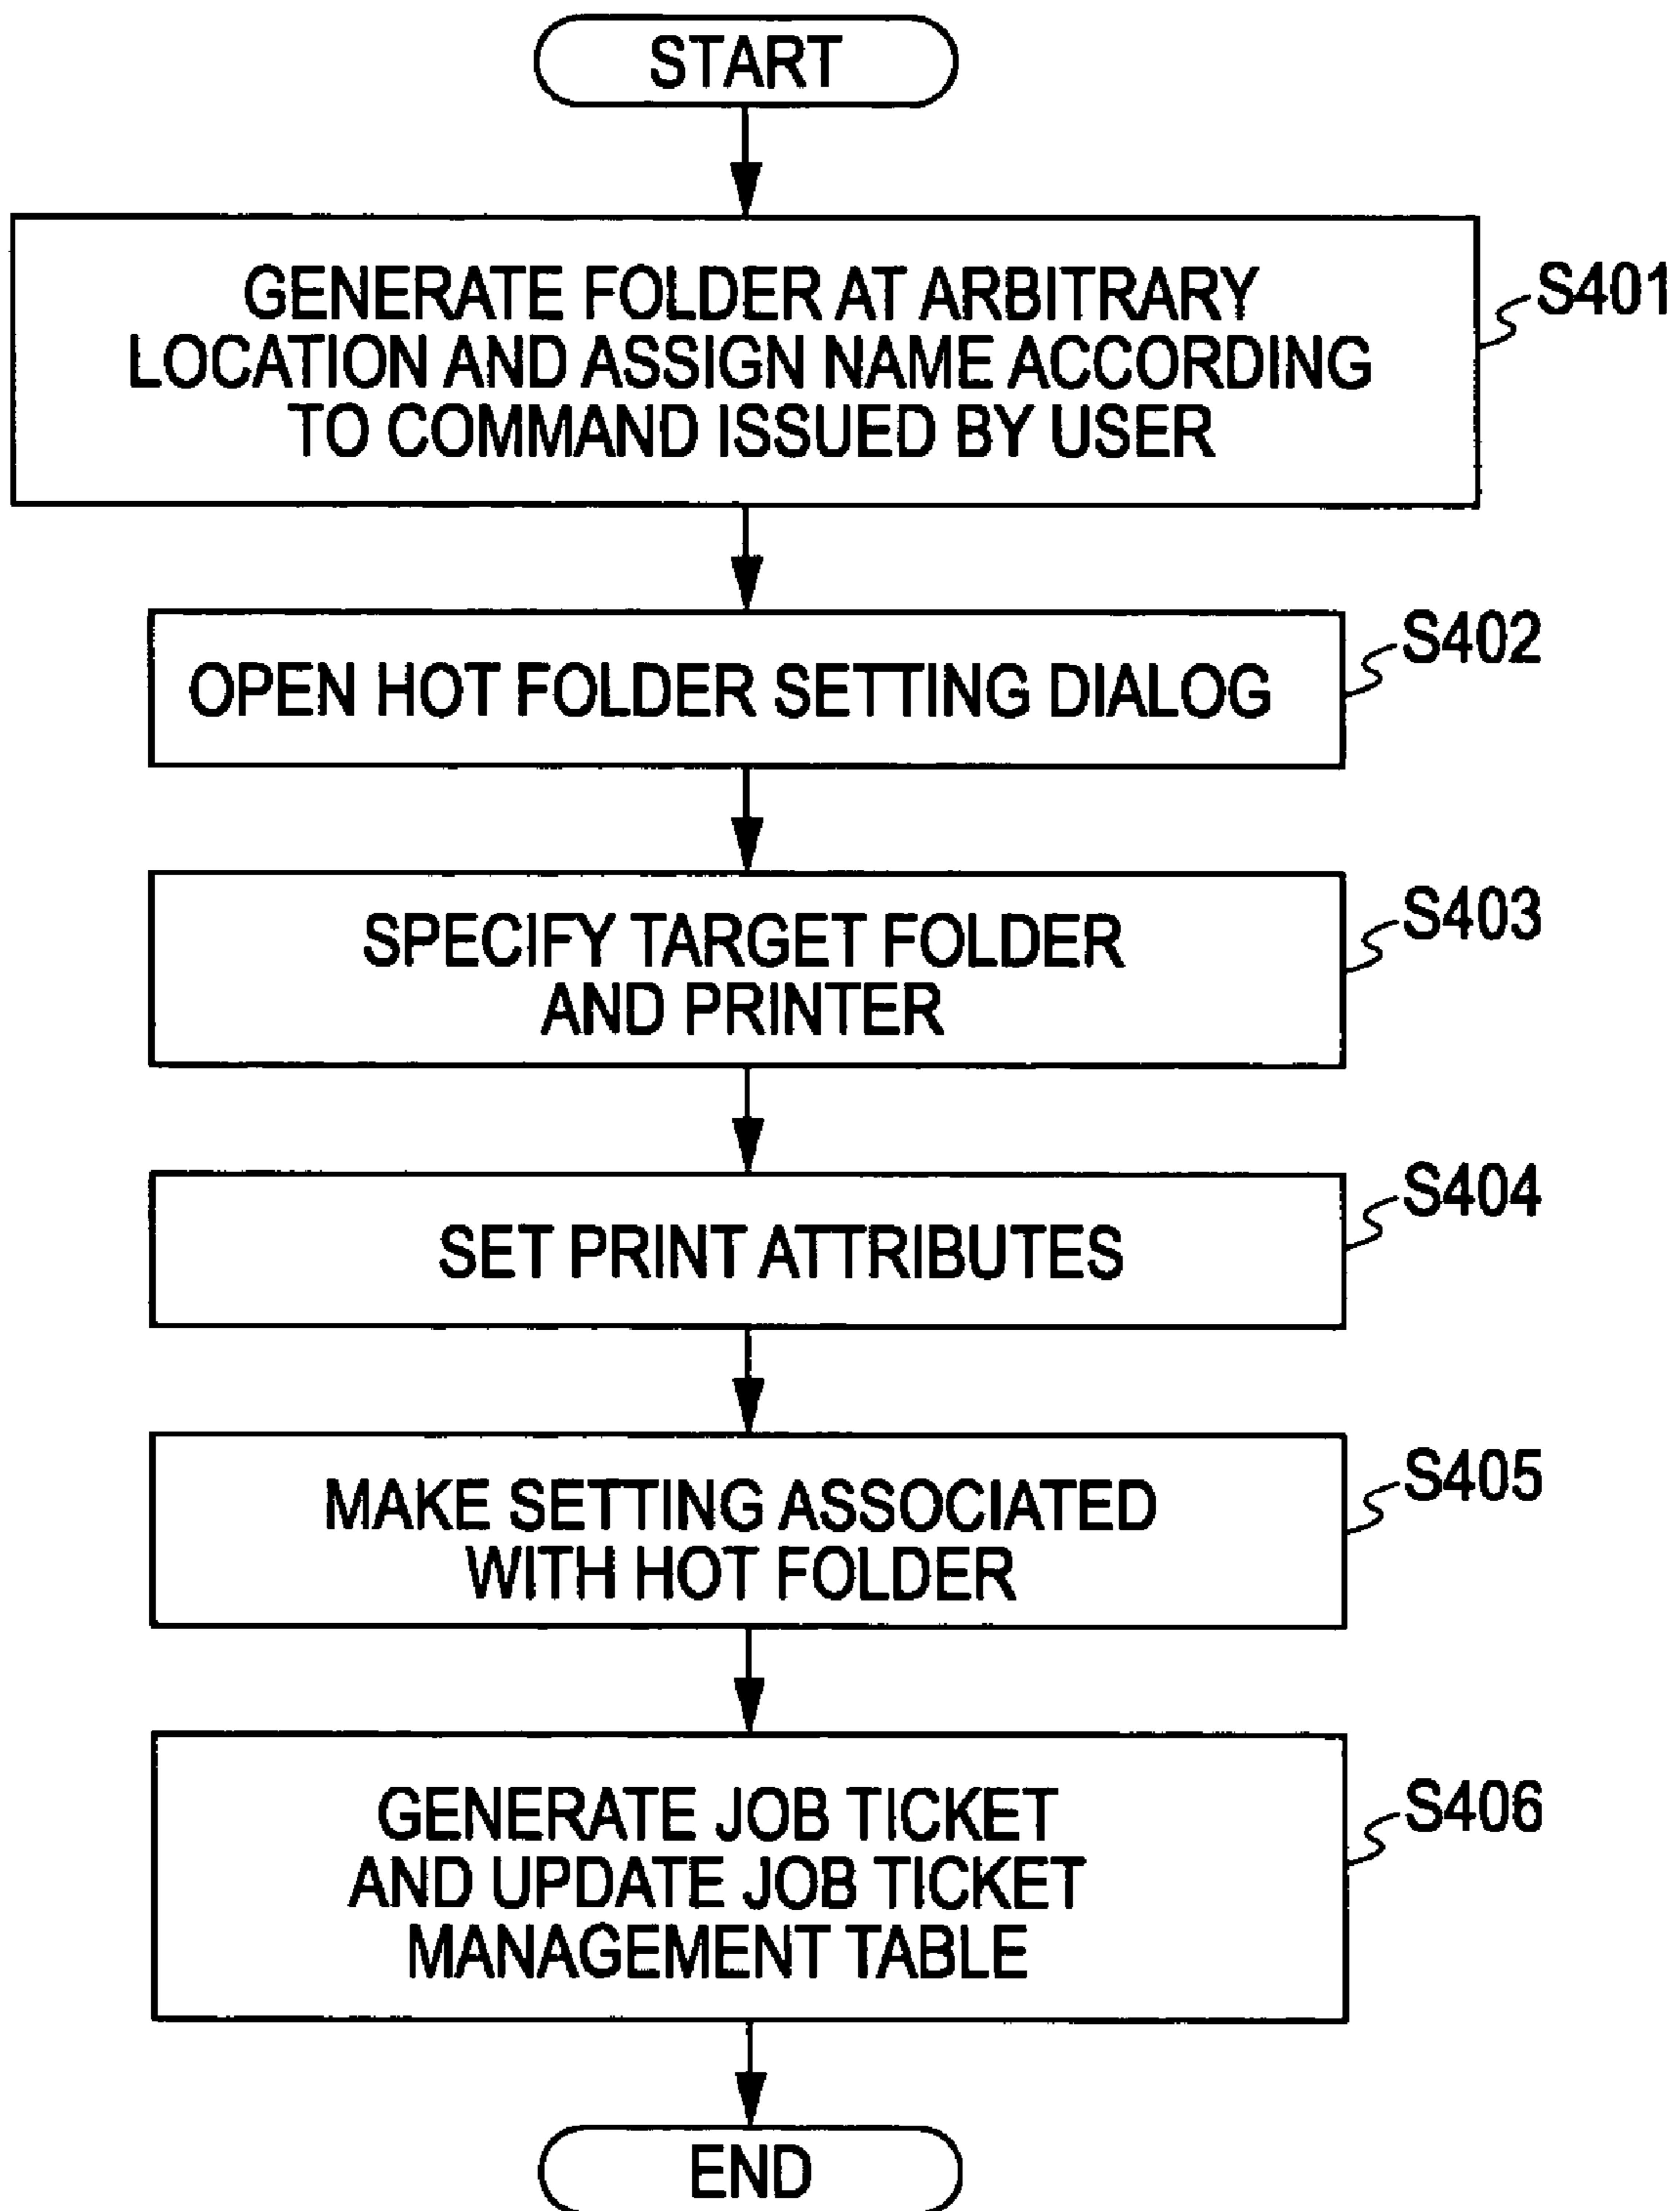 START
GENERATE FOLDER AT ARBITRARY
LOCATION AND ASSIGN NAME ACCORDING
TO COMMAND ISSUED BY USER
S401
OPEN HOT FOLDER SETTING DIALOG
S402
SPECIFY TARGET FOLDER
AND PRINTER
S403
SET PRINT ATTRIBUTES
S404
MAKE SETTING ASSOCIATED
WITH HOT FOLDER
S405
GENERATE JOB TICKET
AND UPDATE JOB TICKET
MANAGEMENT TABLE
S406
END